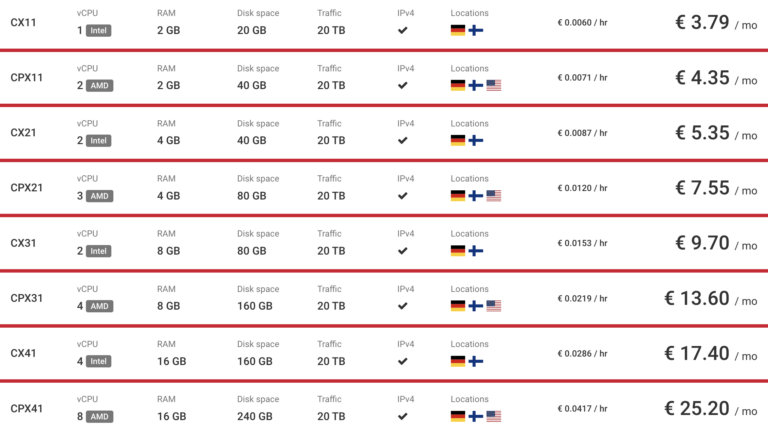 vCPU RAM Disk space Traffic IPv4 Locations
CX11 € 0.0060 / hr € 3.79 / mo
1 Intel 2 GB 20 GB 20 TB
vCPU RAM Disk space Traffic IPv4 Locations
CPX11 € 0.0071 / hr € 4.35 / mo
2 AMD 2 GB 40 GB 20 TB
vCPU RAM Disk space Traffic IPv4 Locations
CX21 € 0.0087 / hr € 5.35 / mo
2 Intel 4 GB 40 GB 20 TB
vCPU RAM Disk space Traffic IPv4 Locations
CPX21 € 0.0120 / hr € 7.55 / mo
3 AMD 4 GB 80 GB 20 TB
vCPU RAM Disk space Traffic IPv4 Locations
CX31 € 0.0153 / hr € 9.70 / mo
2 Intel 8 GB 80 GB 20 TB
vCPU RAM Disk space Traffic IPv4 Locations
CPX31 € 0.0219 / hr € 13.60 / mo
4 AMD 8 GB 160 GB 20 TB
vCPU RAM Disk space Traffic IPv4 Locations
CX41 € 0.0286 / hr € 17.40 / mo
4 Intel 16 GB 160 GB 20 TB
vCPU RAM Disk space Traffic IPv4 Locations
CPX41 € 0.0417 / hr € 25.20 / mo
8 AMD 16 GB 240 GB 20 TB